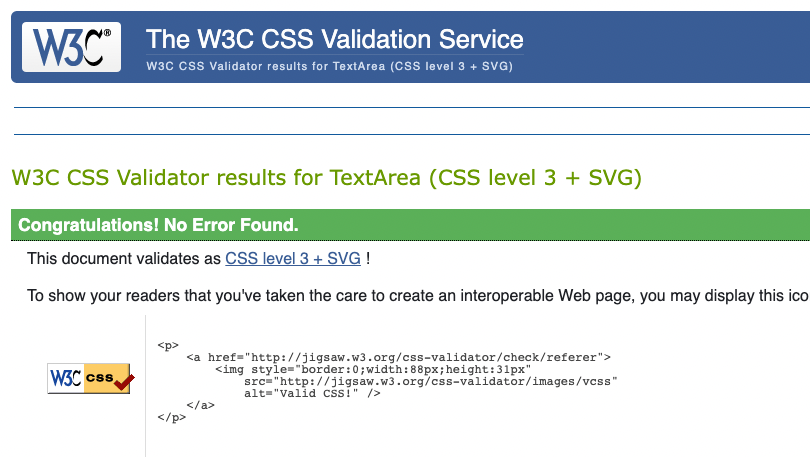 W3C®
The W3C CSS Validation Service
W3C CSS Validator results for TextArea (CSS level 3 + SVG)
W3C CSS Validator results for TextArea (CSS level 3 + SVG)
Congratulations! No Error Found.
This document validates as CSS level 3 + SVG !
To show your readers that you've taken the care to create an interoperable Web page, you may display this ico
W3C css
<p>
<a href="http://jigsaw.w3.org/css-validator/check/referer">
<img style="border:0;width:88px;height:31px"
src="http://jigsaw.w3.org/css-validator/images/vcss"
alt="Valid CSS!" />
</a>
</p>